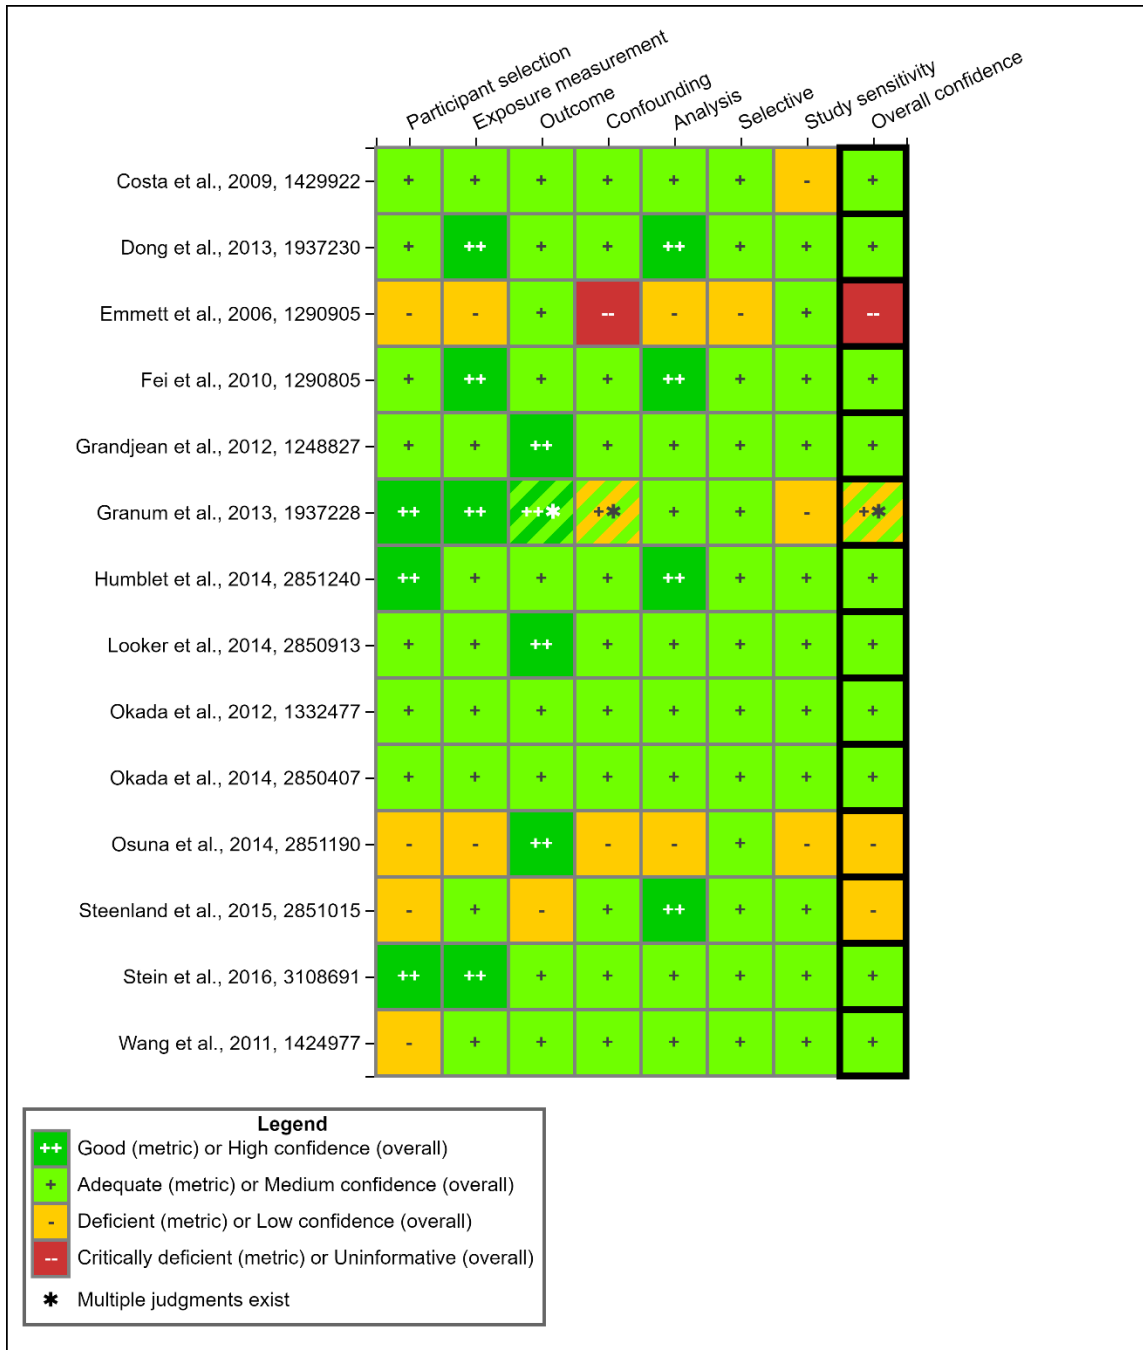 Participant selection
Exposure measurement
Outcome
Confounding
Analysis
Selective
Study sensitivity
Overall confidence
Costa et al., 2009, 1429922 + + + + + + - +
Dong et al., 2013, 1937230 + ++ + + ++ + + +
Emmett et al., 2006, 1290905 - - + -- - - + --
Fei et al., 2010, 1290805 + ++ + + ++ + + +
Grandjean et al., 2012, 1248827 + + ++ + + + + +
Granum et al., 2013, 1937228 ++ ++ ++✱ +✱ + + - +✱
Humblet et al., 2014, 2851240 ++ + + + ++ + + +
Looker et al., 2014, 2850913 + + ++ + + + + +
Okada et al., 2012, 1332477 + + + + + + + +
Okada et al., 2014, 2850407 + + + + + + + +
Osuna et al., 2014, 2851190 - - ++ - - + - -
Steenland et al., 2015, 2851015 - + - + ++ + + -
Stein et al., 2016, 3108691 ++ ++ + + + + + +
Wang et al., 2011, 1424977 - + + + + + + +
Legend
++ Good (metric) or High confidence (overall)
+ Adequate (metric) or Medium confidence (overall)
- Deficient (metric) or Low confidence (overall)
-- Critically deficient (metric) or Uninformative (overall)
✱ Multiple judgments exist